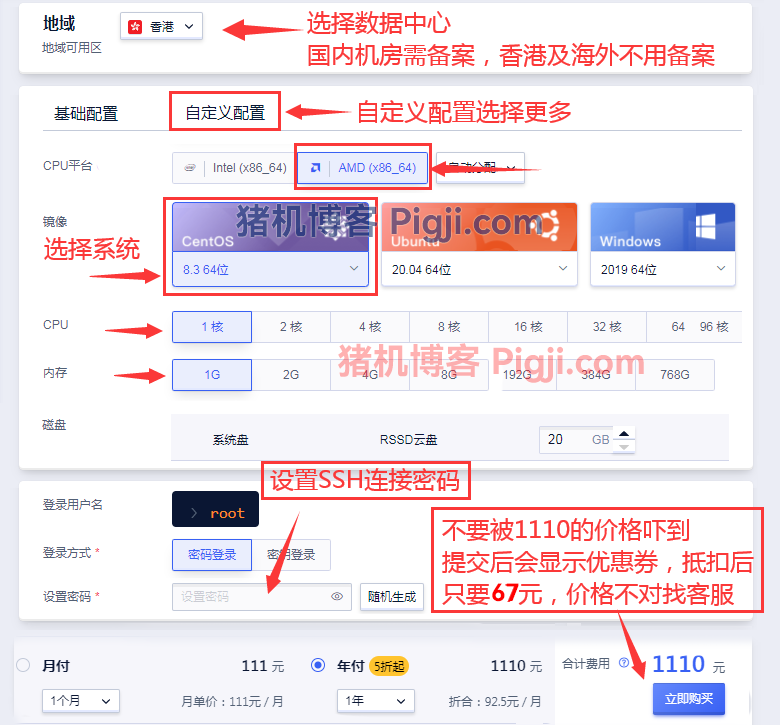 地域
地域可用区
香港
选择数据中心
国内机房需备案，香港及海外不用备案
基础配置
自定义配置
自定义配置选择更多
CPU平台
Intel (x86_64)
AMD (x86_64)
自动分配
镜像
选择系统
猪机博客 Pigji.com
CentOS
8.3 64位
Ubuntu
20.04 64位
Windows
2019 64位
CPU
1 核
2 核
4 核
8 核
16 核
32 核
64
96 核
猪机博客 Pigji.com
内存
1G
2G
4G
8G
192G
384G
768G
磁盘
系统盘
RSSD云盘
20
GB
设置SSH连接密码
登录用户名
root
登录方式 *
密码登录
密钥登录
设置密码 *
设置密码
随机生成
不要被1110的价格吓到
提交后会显示优惠券，抵扣后
只要67元，价格不对找客服
月付
111 元
年付
5折起
1110 元
合计费用
1110 元
1个月
月单价：111元 / 月
1年
折合：92.5元 / 月
立即购买